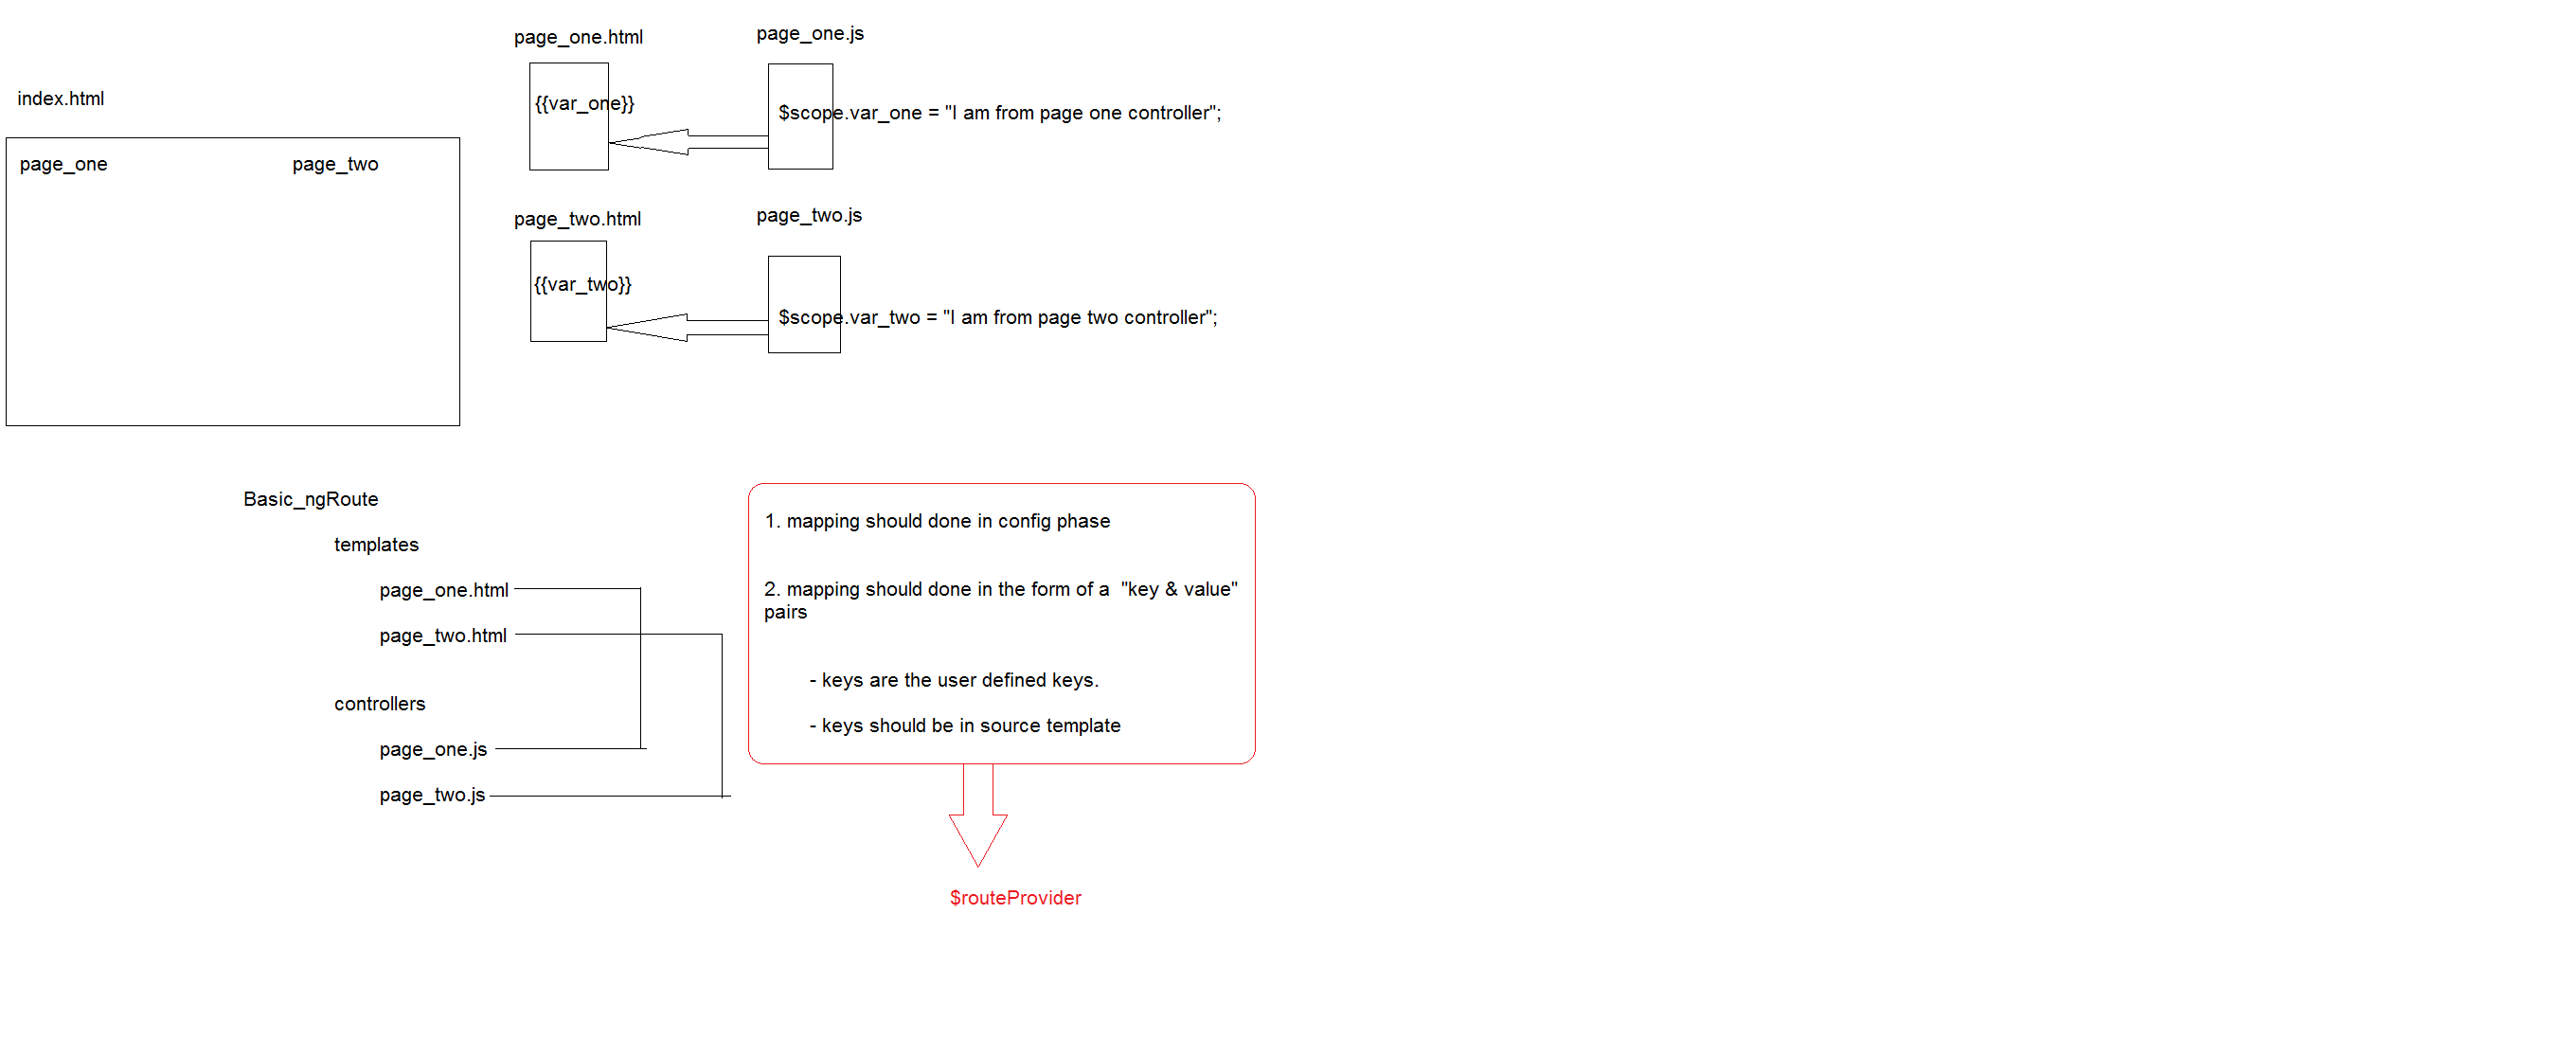 index.html
page_one
page_two
page_one.html
{{var_one}}
page_one.js
$scope.var_one = "I am from page one controller";
page_two.html
{{var_two}}
page_two.js
$scope.var_two = "I am from page two controller";
Basic_ngRoute
templates
page_one.html
page_two.html
controllers
page_one.js
page_two.js
1. mapping should done in config phase
2. mapping should done in the form of a "key & value"
pairs
- keys are the user defined keys.
- keys should be in source template
$routeProvider